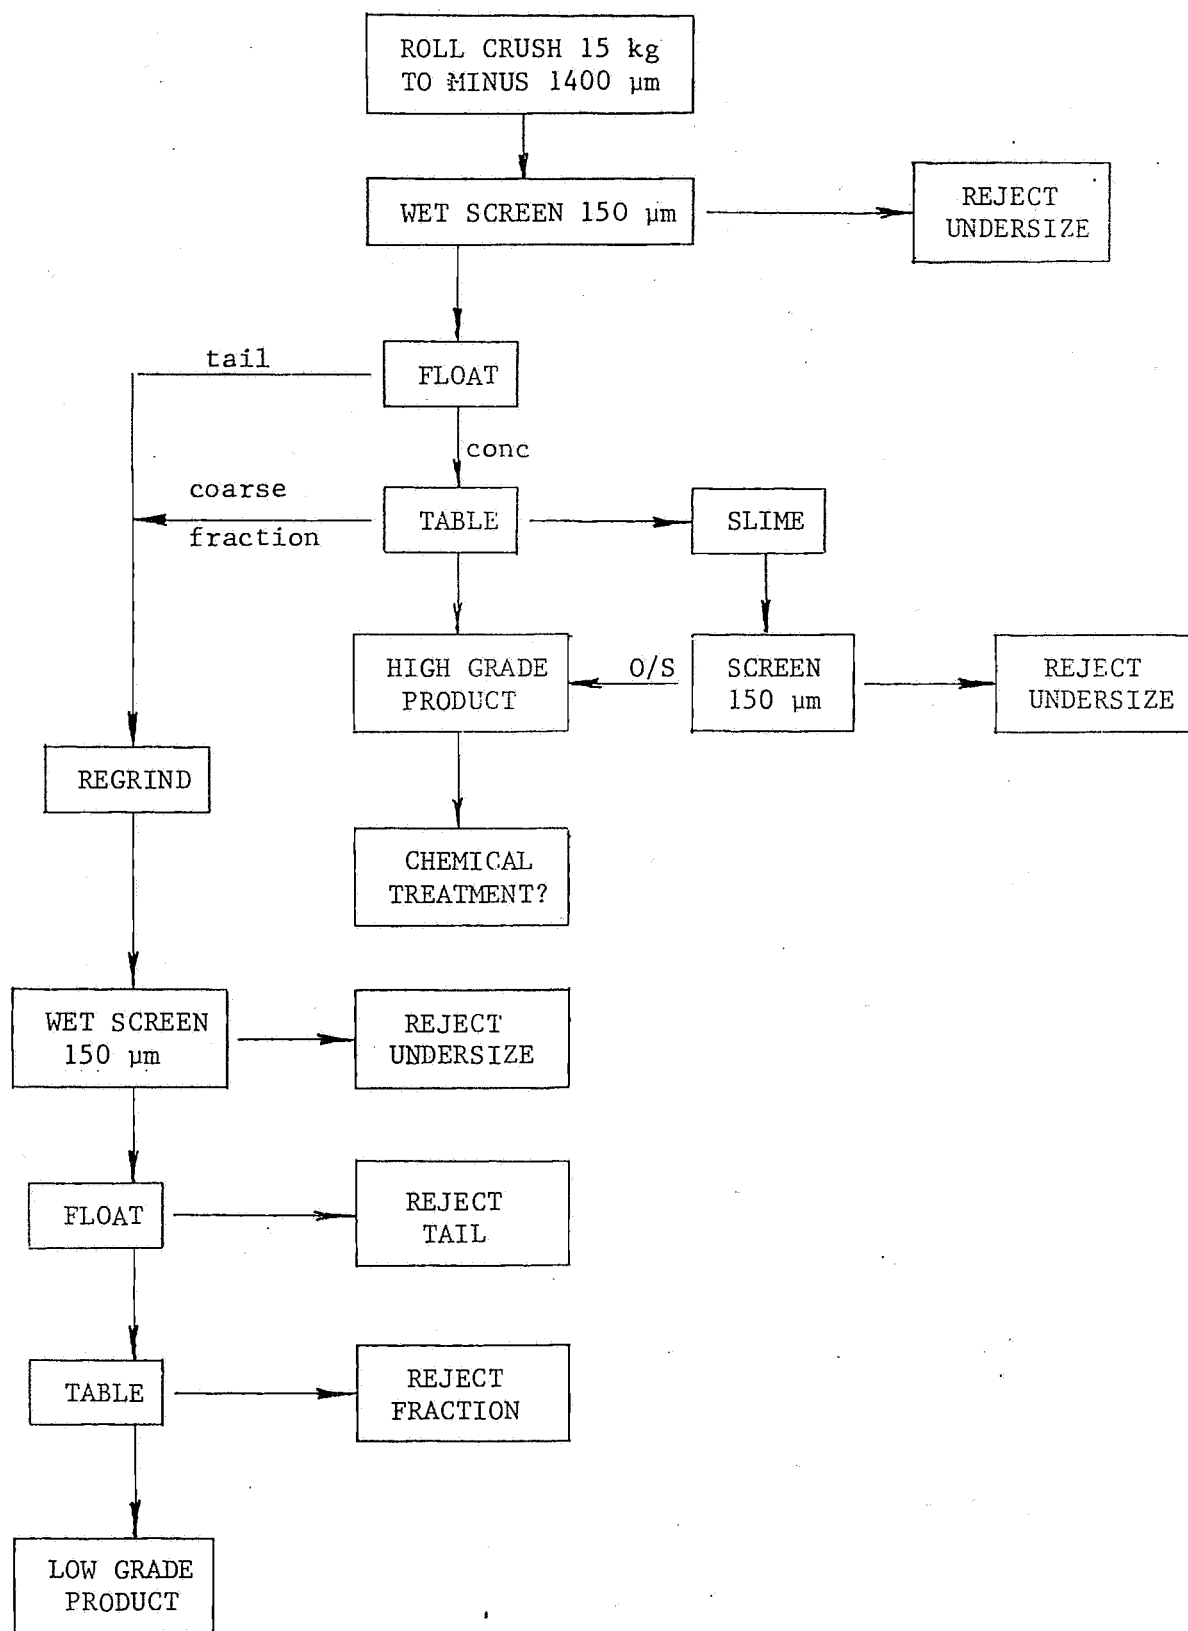 ROLL CRUSH 15 kg
TO MINUS 1400 µm
WET SCREEN 150 µm
REJECT
UNDERSIZE
tail
FLOAT
conc
coarse
fraction
TABLE
SLIME
HIGH GRADE
PRODUCT
O/S
SCREEN
150 µm
REJECT
UNDERSIZE
REGRIND
CHEMICAL
TREATMENT?
WET SCREEN
150 µm
REJECT
UNDERSIZE
FLOAT
REJECT
TAIL
TABLE
REJECT
FRACTION
LOW GRADE
PRODUCT